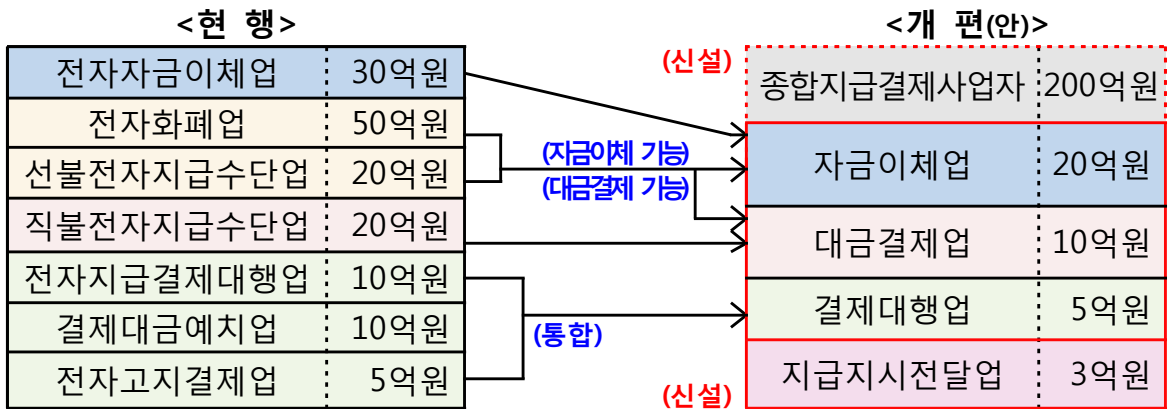 <현 행>
전자자금이체업 30억원
전자화폐업 50억원
선불전자지급수단업 20억원
직불전자지급수단업 20억원
전자지급결제대행업 10억원
결제대금예치업 10억원
전자고지결제업 5억원
(자금이체 가능)
(대금결제 가능)
(통합)
<개 편(안)>
(신설)
종합지급결제사업자 200억원
자금이체업 20억원
대금결제업 10억원
결제대행업 5억원
지급지시전달업 3억원
(신설)